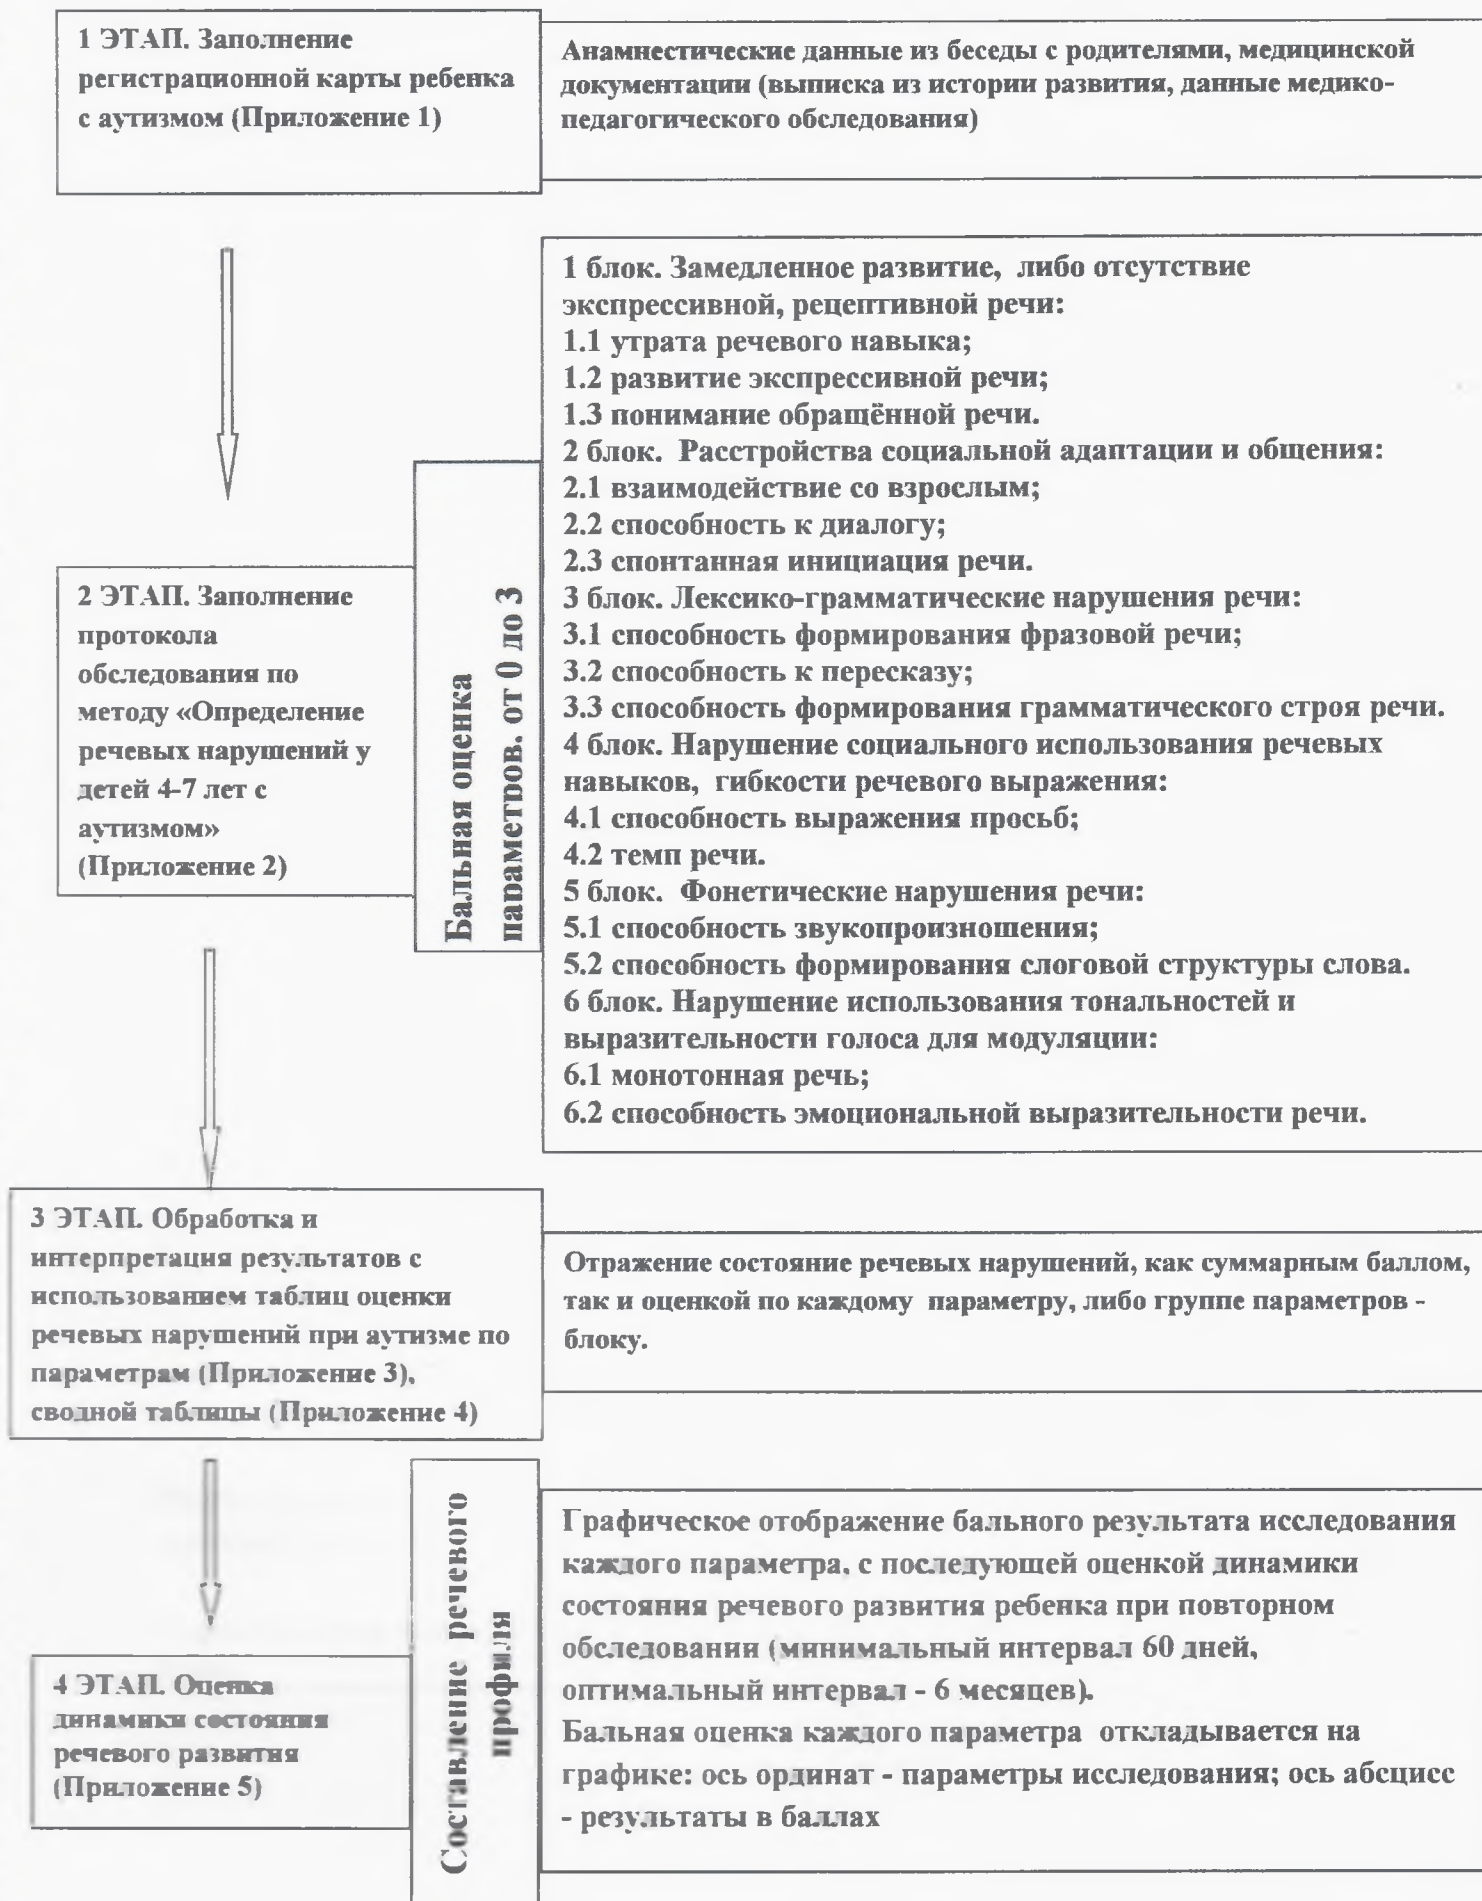 1 ЭТАП. Заполнение
регистрационной карты ребенка
с аутизмом (Приложение 1)
Анамнестические данные из беседы с родителями, медицинской
документации (выписка из истории развития, данные медико-
педагогического обследования)
2 ЭТАП. Заполнение
протокола
обследования по
методу «Определение
речевых нарушений у
детей 4-7 лет с
аутизмом»
(Приложение 2)
Бальная оценка
параметров. от 0 до 3
1 блок. Замедленное развитие, либо отсутствие
экспрессивной, рецептивной речи:
1.1 утрата речевого навыка;
1.2 развитие экспрессивной речи;
1.3 понимание обращённой речи.
2 блок. Расстройства социальной адаптации и общения:
2.1 взаимодействие со взрослым;
2.2 способность к диалогу;
2.3 спонтанная инициация речи.
3 блок. Лексико-грамматические нарушения речи:
3.1 способность формирования фразовой речи;
3.2 способность к пересказу;
3.3 способность формирования грамматического строя речи.
4 блок. Нарушение социального использования речевых
навыков, гибкости речевого выражения:
4.1 способность выражения просьб;
4.2 темп речи.
5 блок. Фонетические нарушения речи:
5.1 способность звукопроизношения;
5.2 способность формирования слоговой структуры слова.
6 блок. Нарушение использования тональностей и
выразительности голоса для модуляции:
6.1 монотонная речь;
6.2 способность эмоциональной выразительности речи.
3 ЭТАП. Обработка и
интерпретация результатов с
использованием таблиц оценки
речевых нарушений при аутизме по
параметрам (Приложение 3),
сводной таблицы (Приложение 4)
Отражение состояние речевых нарушений, как суммарным баллом,
так и оценкой по каждому параметру, либо группе параметров -
блоку.
4 ЭТАП. Оценка
динамики состояния
речевого развития
(Приложение 5)
Составление речевого
профиля
Графическое отображение бального результата исследования
каждого параметра, с последующей оценкой динамики
состояния речевого развития ребенка при повторном
обследовании (минимальный интервал 60 дней,
оптимальный интервал - 6 месяцев).
Бальная оценка каждого параметра откладывается на
графике: ось ординат - параметры исследования; ось абсцисс
- результаты в баллах